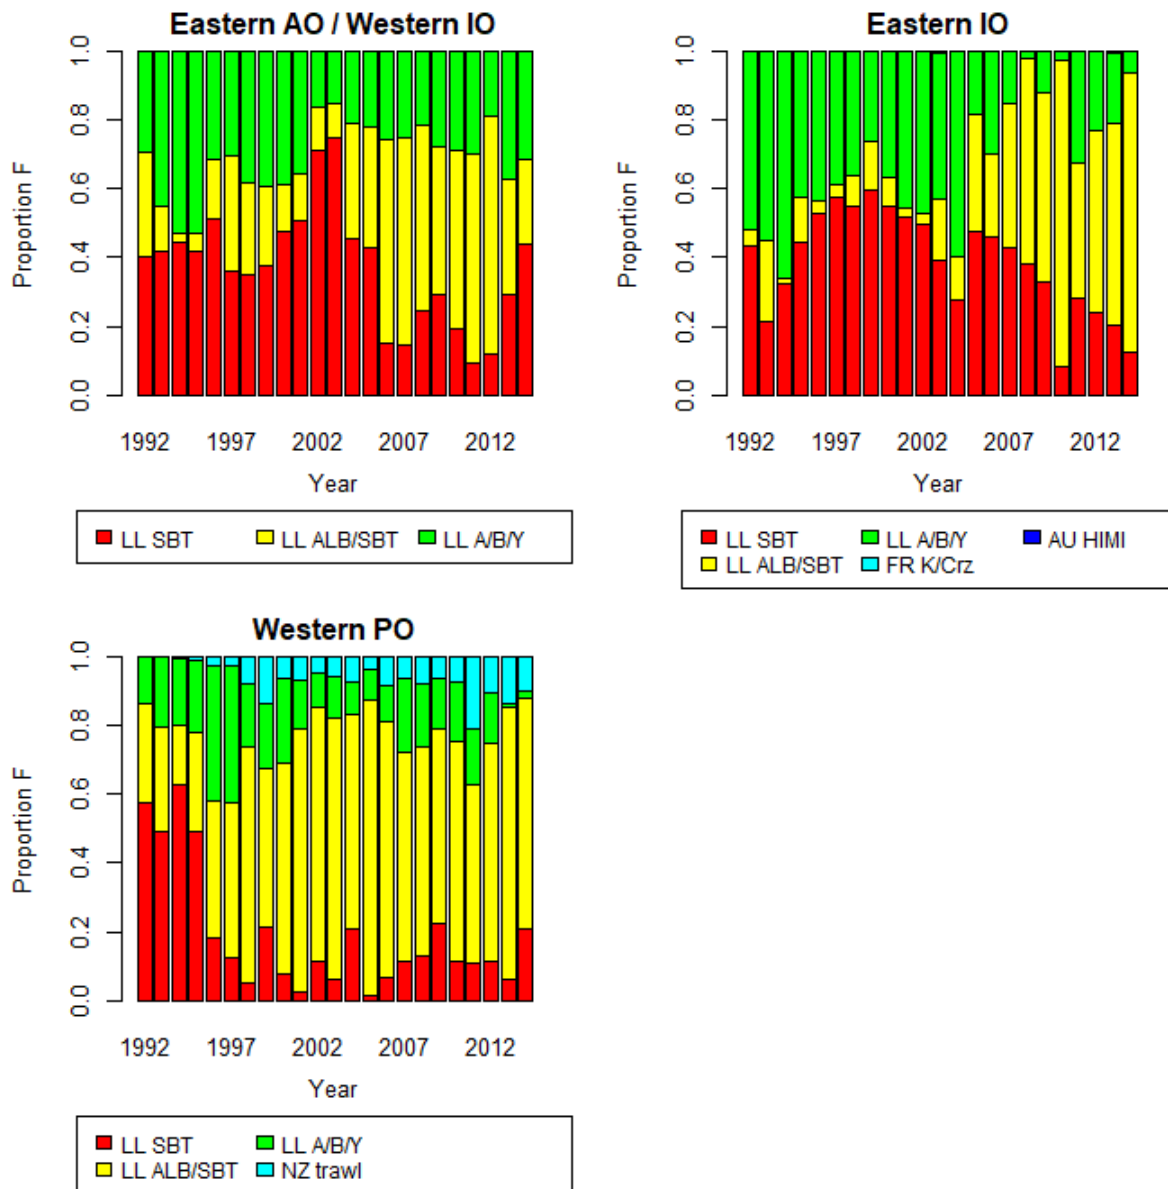 Eastern AO / Western IO
Proportion F
0.0 0.2 0.4 0.6 0.8 1.0
1992 1997 2002 2007 2012
Year
LL SBT LL ALB/SBT LL A/B/Y
Eastern IO
Proportion F
0.0 0.2 0.4 0.6 0.8 1.0
1992 1997 2002 2007 2012
Year
LL SBT LL A/B/Y AU HIMI
LL ALB/SBT FR K/Crz
Western PO
Proportion F
0.0 0.2 0.4 0.6 0.8 1.0
1992 1997 2002 2007 2012
Year
LL SBT LL A/B/Y
LL ALB/SBT NZ trawl